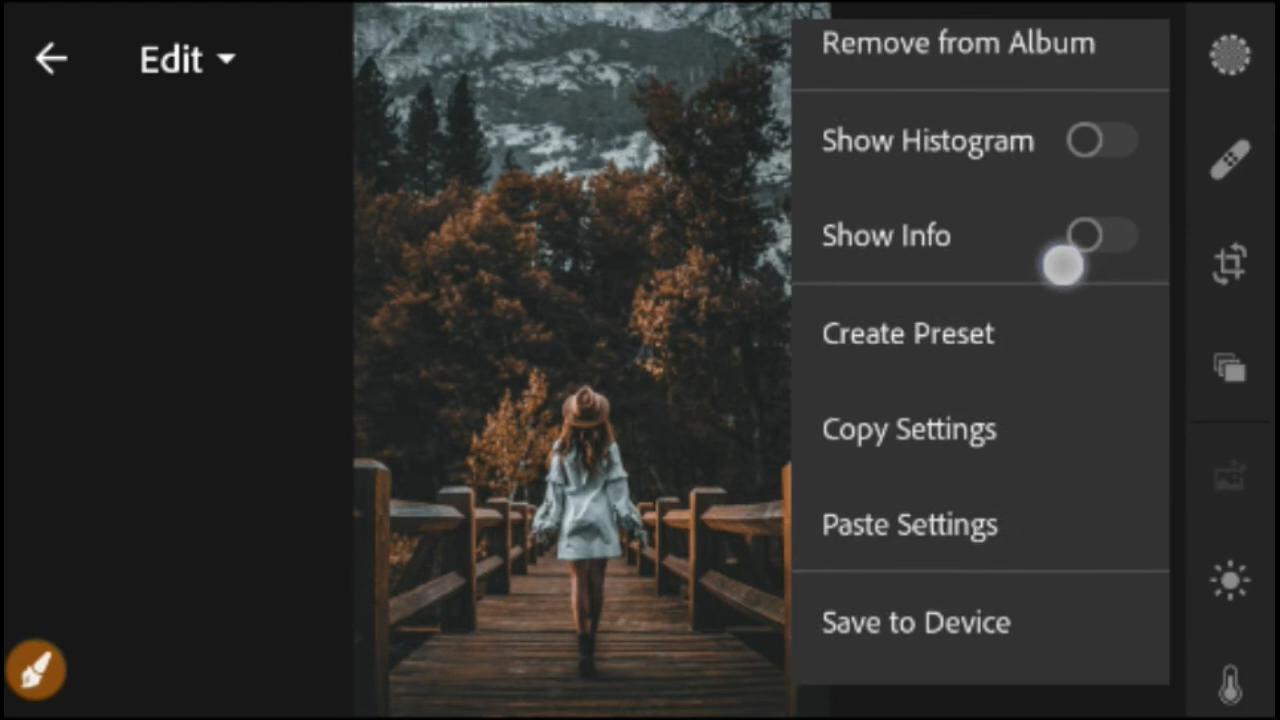 Edit
Remove from Album
Show Histogram
Show Info
Create Preset
Copy Settings
Paste Settings
Save to Device